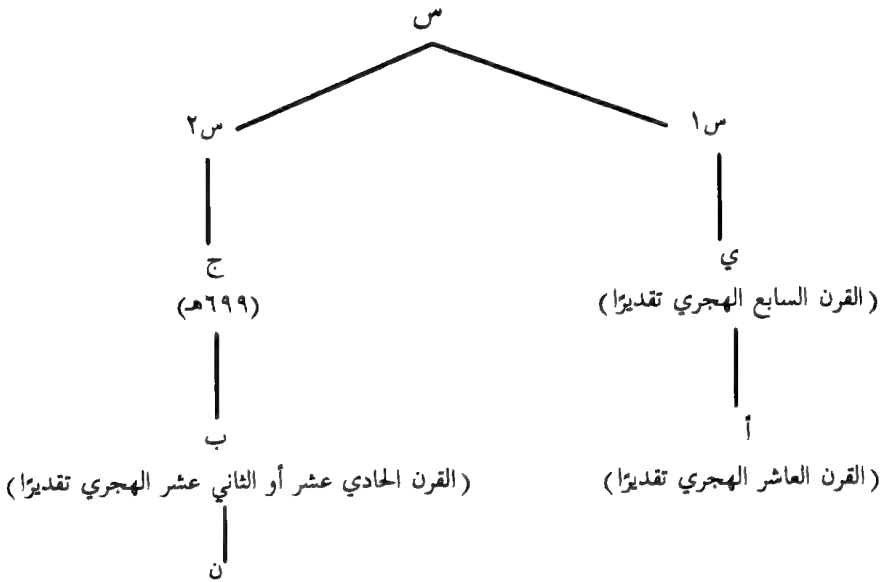 س
س١
س٢
ي
ج
(القرن السابع الهجري تقديرًا)
(٦٩٩هـ)
أ
ب
(القرن العاشر الهجري تقديرًا)
(القرن الحادي عشر أو الثاني عشر الهجري تقديرًا)
ن